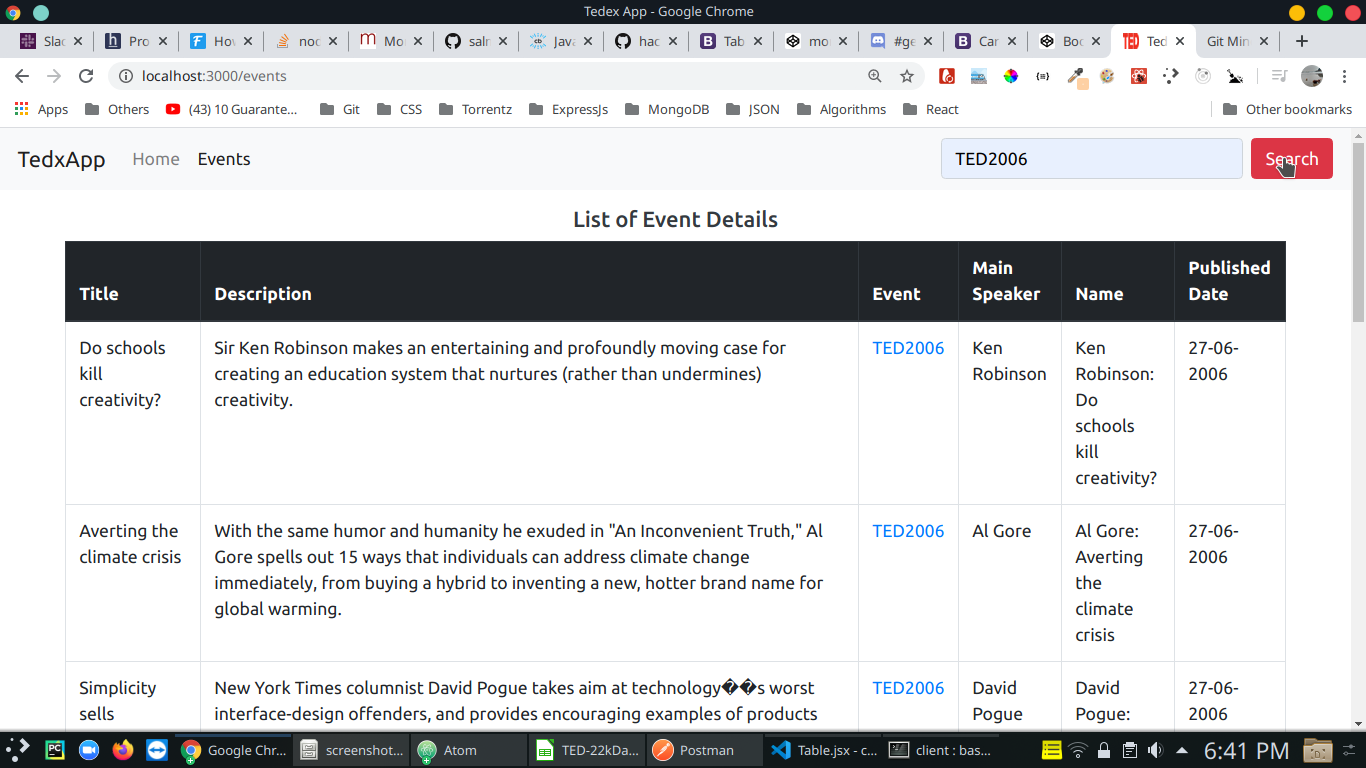 Tedex App - Google Chrome
Slac
Pro
Hov
noc
Mo
salr
Java
hac
Tab
mo
#ge
Car
Boc
Ted
Git Min
localhost:3000/events
Apps
Others
(43) 10 Guarante...
Git
CSS
Torrentz
ExpressJs
MongoDB
JSON
Algorithms
React
Other bookmarks
TedxApp
Home
Events
TED2006
Search
List of Event Details
Title
Description
Event
Main
Speaker
Name
Published
Date
Do schools
kill
creativity?
Sir Ken Robinson makes an entertaining and profoundly moving case for
creating an education system that nurtures (rather than undermines)
creativity.
TED2006
Ken
Robinson
Ken
Robinson:
Do
schools
kill
creativity?
27-06-
2006
Averting the
climate crisis
With the same humor and humanity he exuded in "An Inconvenient Truth," Al
Gore spells out 15 ways that individuals can address climate change
immediately, from buying a hybrid to inventing a new, hotter brand name for
global warming.
TED2006
Al Gore
Al Gore:
Averting
the
climate
crisis
27-06-
2006
Simplicity
sells
New York Times columnist David Pogue takes aim at technology��s worst
interface-design offenders, and provides encouraging examples of products
TED2006
David
Pogue
David
Pogue:
27-06-
2006
Google Chr...
screenshot...
Atom
TED-22kDa...
Postman
Table.jsx - c...
client : bas...
6:41 PM